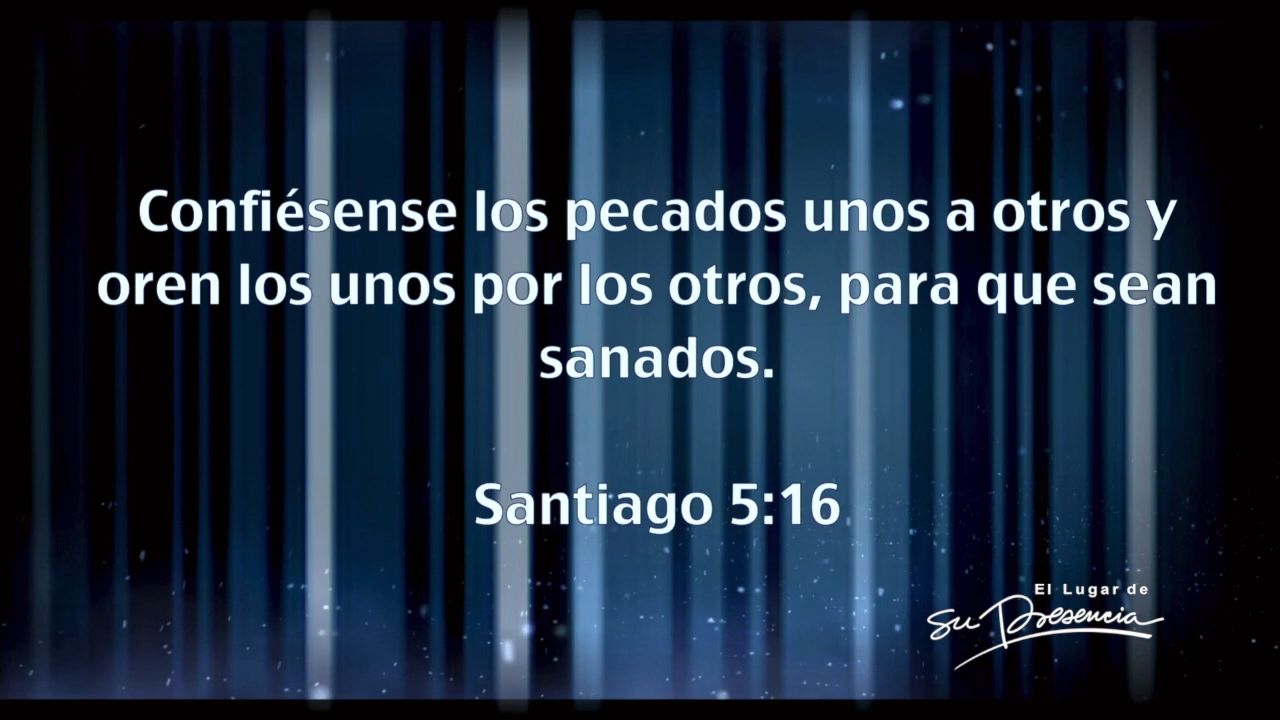 Confiésense los pecados unos a otros y
oren los unos por los otros, para que sean
sanados.
Santiago 5:16
El Lugar de
Su Presencia